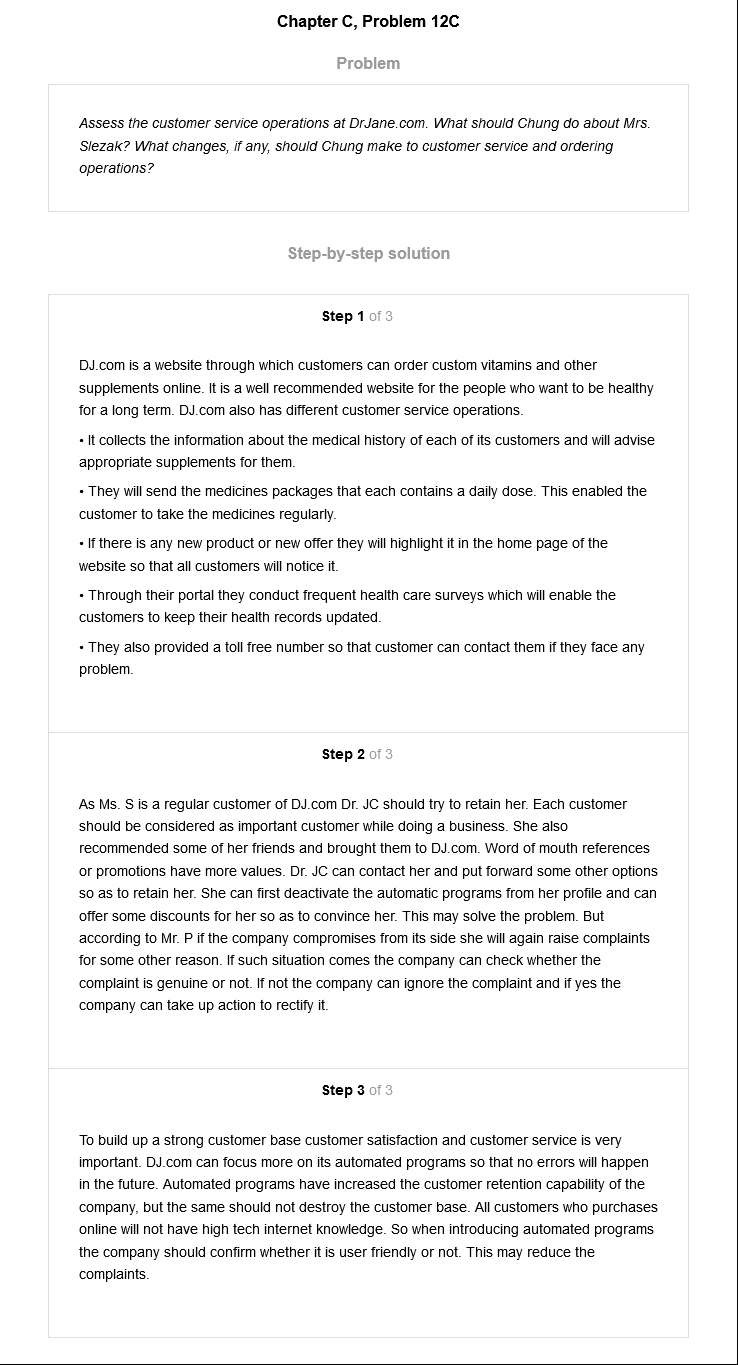 Chapter C, Problem 12C
Problem
Assess the customer service operations at DrJane.com. What should Chung do about Mrs.
Slezak? What changes, if any, should Chung make to customer service and ordering
operations?
Step-by-step solution
Step 1 of 3
DJ.com is a website through which customers can order custom vitamins and other
supplements online. It is a well recommended website for the people who want to be healthy
for a long term. DJ.com also has different customer service operations.
• It collects the information about the medical history of each of its customers and will advise
appropriate supplements for them.
• They will send the medicines packages that each contains a daily dose. This enabled the
customer to take the medicines regularly.
• If there is any new product or new offer they will highlight it in the home page of the
website so that all customers will notice it.
• Through their portal they conduct frequent health care surveys which will enable the
customers to keep their health records updated.
• They also provided a toll free number so that customer can contact them if they face any
problem.
Step 2 of 3
As Ms. S is a regular customer of DJ.com Dr. JC should try to retain her. Each customer
should be considered as important customer while doing a business. She also
recommended some of her friends and brought them to DJ.com. Word of mouth references
or promotions have more values. Dr. JC can contact her and put forward some other options
so as to retain her. She can first deactivate the automatic programs from her profile and can
offer some discounts for her so as to convince her. This may solve the problem. But
according to Mr. P if the company compromises from its side she will again raise complaints
for some other reason. If such situation comes the company can check whether the
complaint is genuine or not. If not the company can ignore the complaint and if yes the
company can take up action to rectify it.
Step 3 of 3
To build up a strong customer base customer satisfaction and customer service is very
important. DJ.com can focus more on its automated programs so that no errors will happen
in the future. Automated programs have increased the customer retention capability of the
company, but the same should not destroy the customer base. All customers who purchases
online will not have high tech internet knowledge. So when introducing automated programs
the company should confirm whether it is user friendly or not. This may reduce the
complaints.